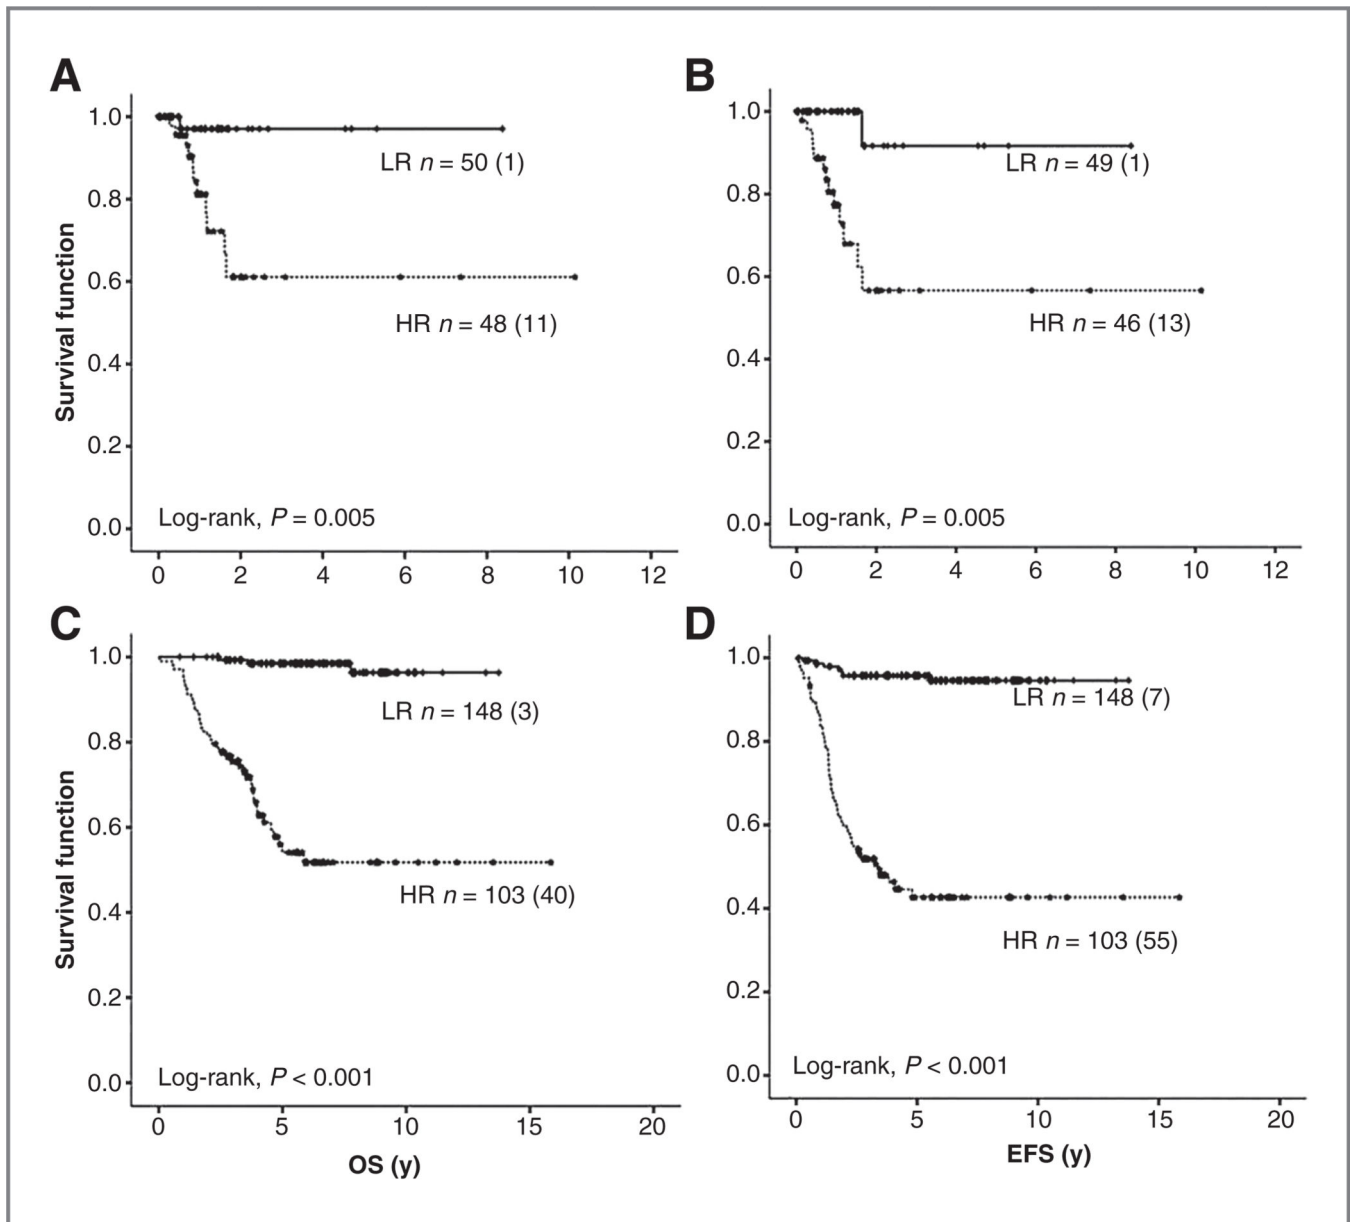 A
Survival function
1.0
0.8
0.6
0.4
0.2
0.0
LR n = 50 (1)
HR n = 48 (11)
Log-rank, P = 0.005
0 2 4 6 8 10 12
B
1.0
0.8
0.6
0.4
0.2
0.0
LR n = 49 (1)
HR n = 46 (13)
Log-rank, P = 0.005
0 2 4 6 8 10 12
C
Survival function
1.0
0.8
0.6
0.4
0.2
0.0
LR n = 148 (3)
HR n = 103 (40)
Log-rank, P < 0.001
0 5 10 15 20
OS (y)
D
1.0
0.8
0.6
0.4
0.2
0.0
LR n = 148 (7)
HR n = 103 (55)
Log-rank, P < 0.001
0 5 10 15 20
EFS (y)